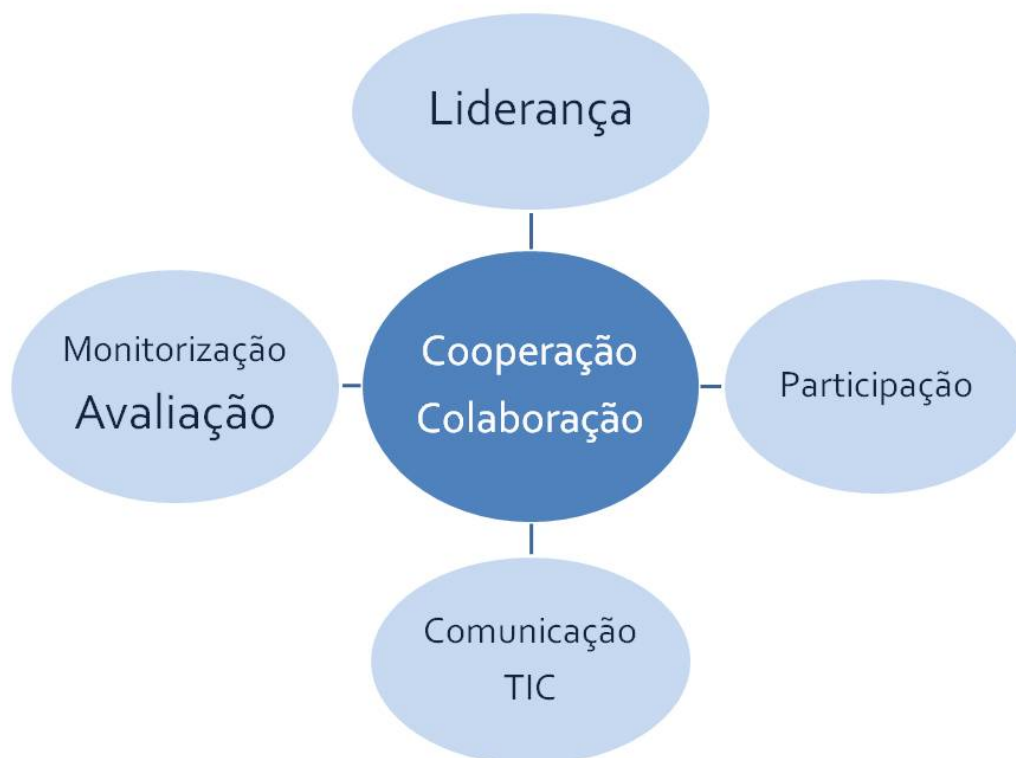 Liderança
Monitorização
Avaliação
Cooperação
Colaboração
Participação
Comunicação
TIC